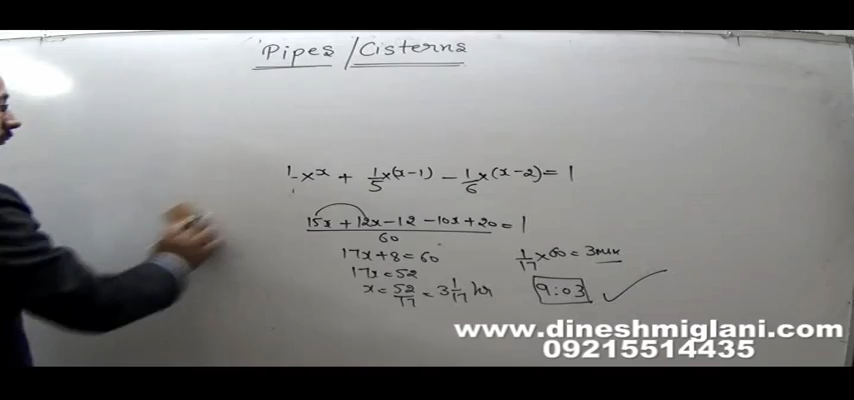 Pipes / Cisterns
1/ × x + 1/5 × (x-1) - 1/6 × (x-2) = 1
15x + 12x - 12 - 10x + 20 / 60 = 1
17x + 8 = 60
17x = 52
x = 52/17 = 3 1/17 hr
1/17 × 60 = 3 min
9:03
www.dineshmiglani.com
09215514435